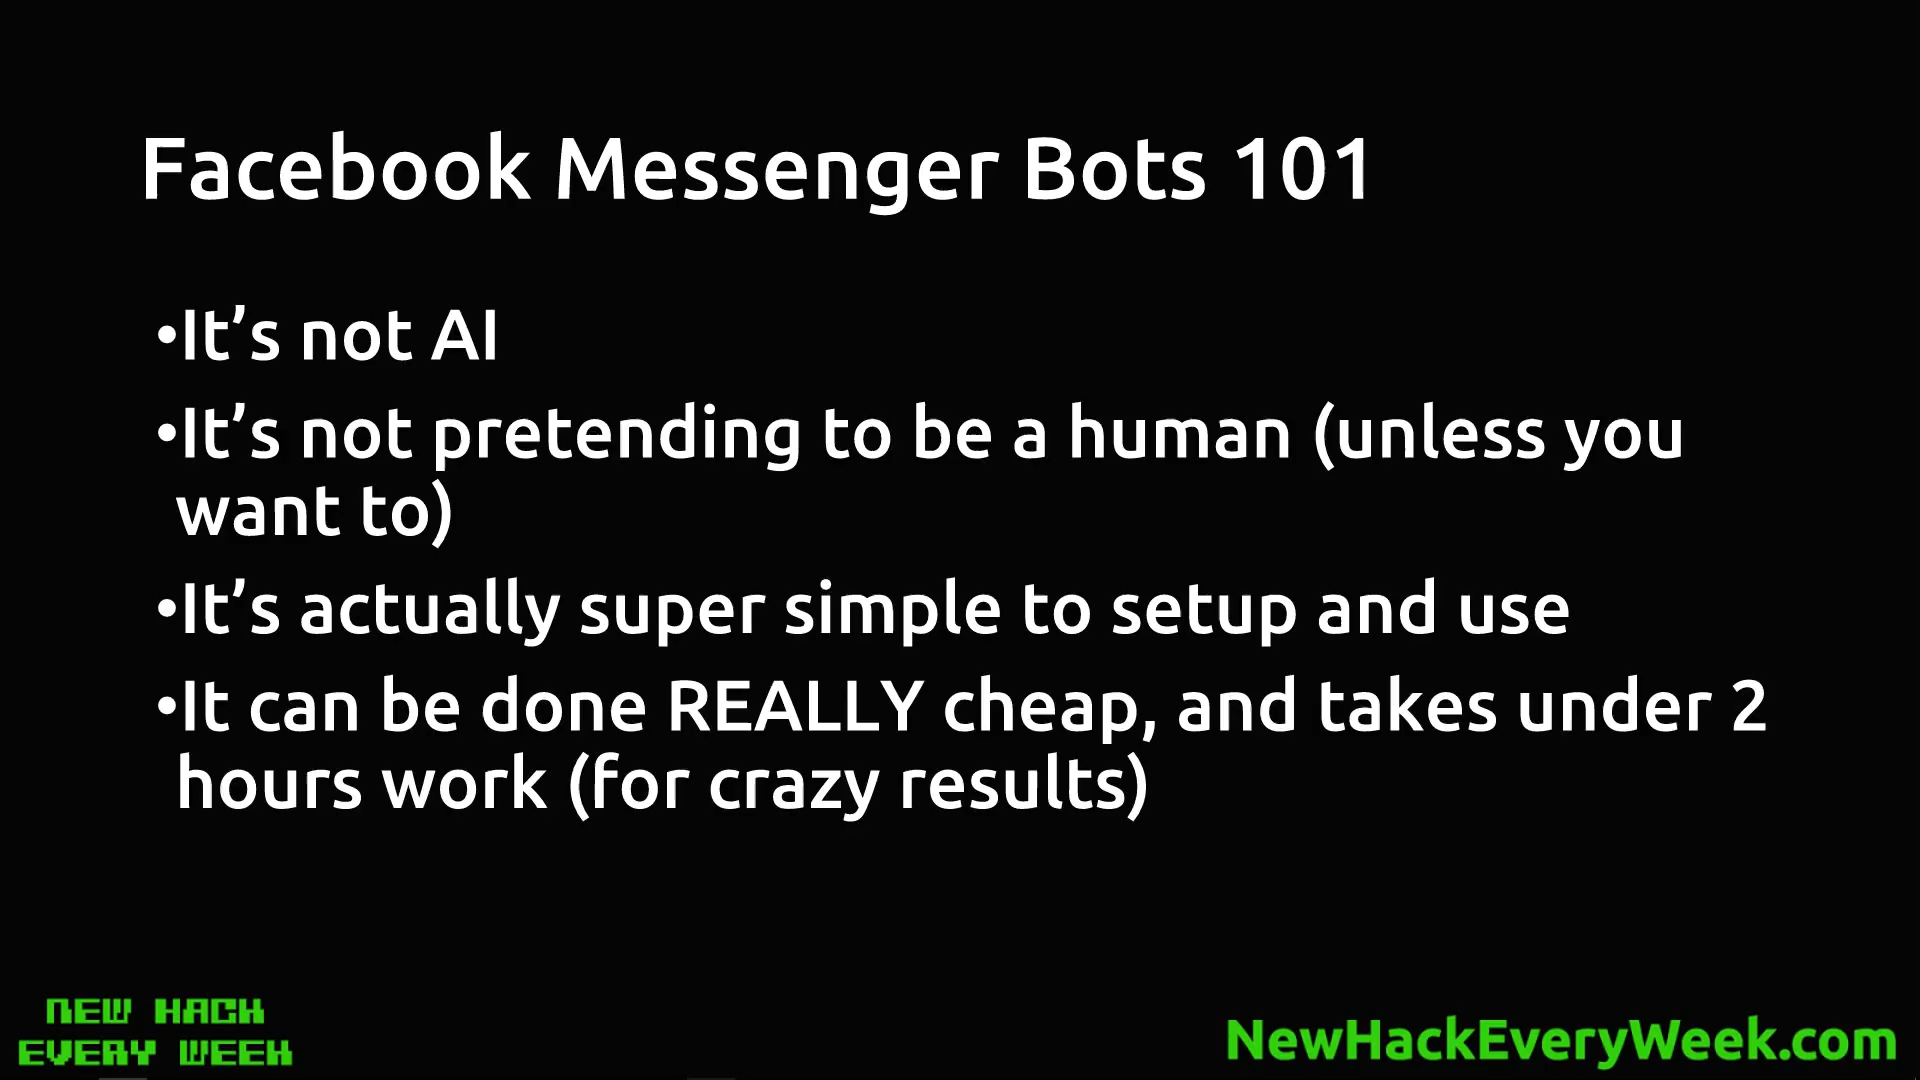 Facebook Messenger Bots 101
•It’s not AI
•It’s not pretending to be a human (unless you
want to)
•It’s actually super simple to setup and use
•It can be done REALLY cheap, and takes under 2
hours work (for crazy results)
NEW HACK
EVERY WEEK
NewHackEveryWeek.com